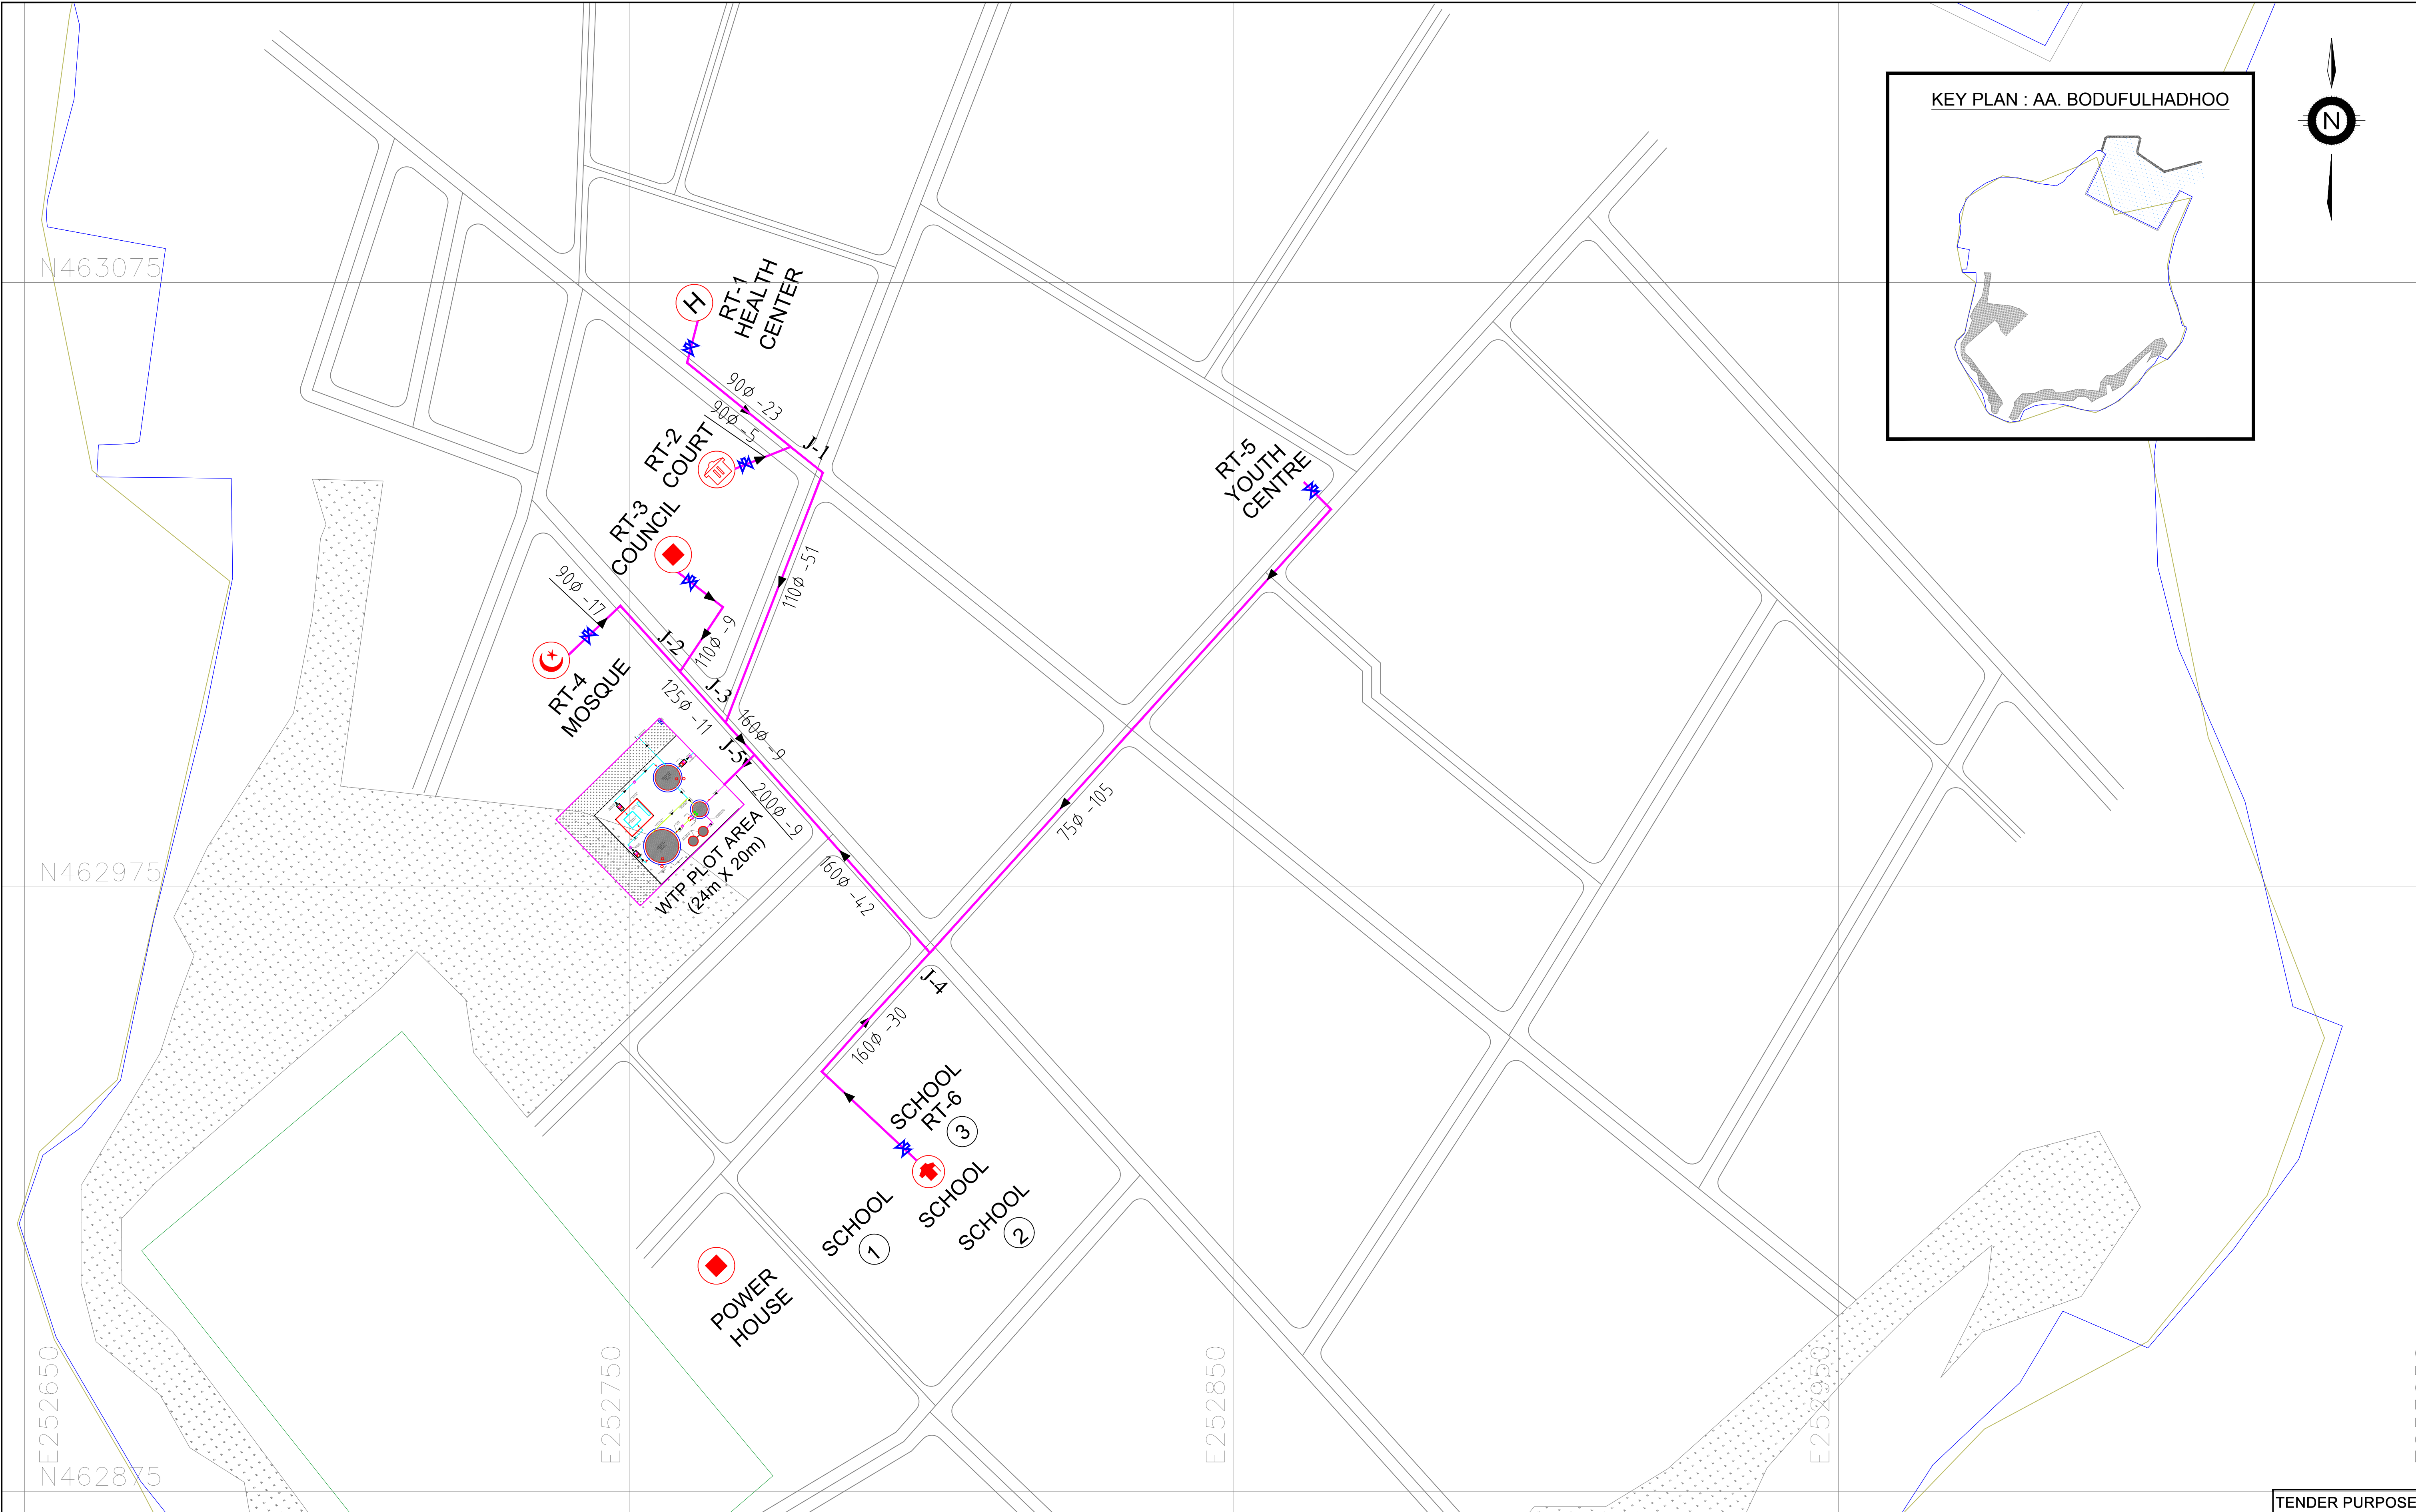 KEY PLAN : AA. BODUFULHADHOO
N
N463075
H
RT-1
HEALTH
CENTER
90ø -23
90ø -5
J-1
RT-2
COURT
RT-3
COUNCIL
RT-5
YOUTH
CENTRE
110ø -51
90ø -17
J-2
110ø -9
RT-4
MOSQUE
J-3
125ø -11
160ø -9
J-5
200ø -9
75ø -105
WTP PLOT AREA
(24m X 20m)
N462975
160ø -42
J-4
160ø -30
SCHOOL
RT-6
3
SCHOOL
SCHOOL
1
SCHOOL
2
POWER
HOUSE
E252650
E252750
E252850
E252950
N462875
TENDER PURPOSE